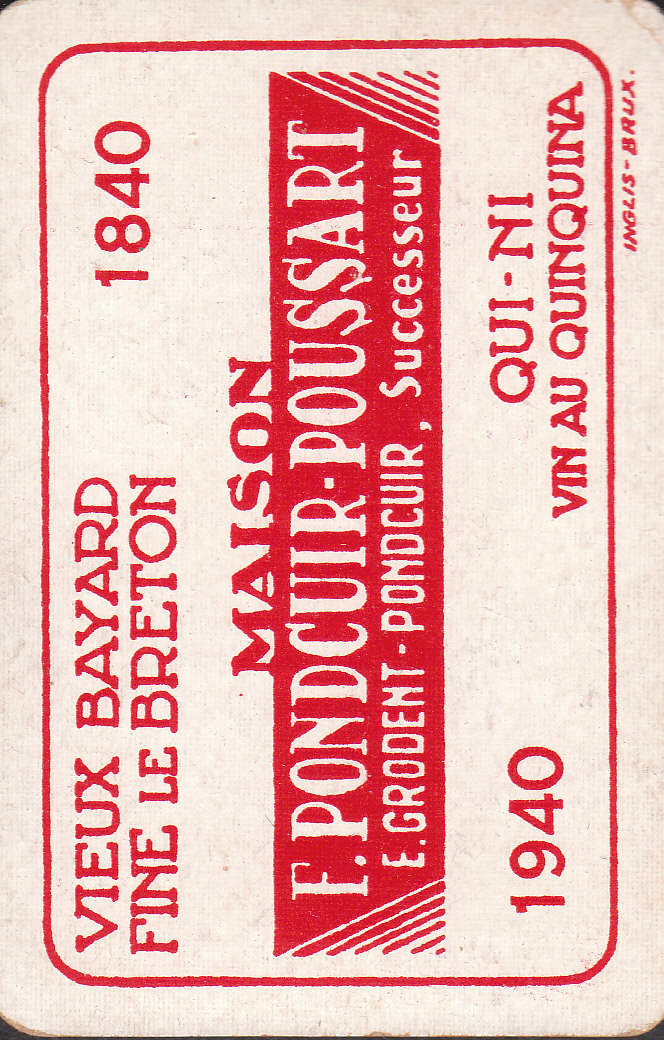 VIEUX BAYARD
FINE LE BRETON
1840
MAISON
F. PONDCUIR-POUSSART
E. GRODENT-PONDCUIR, Successeur
1940
QUI-NI
VIN AU QUINQUINA
INGLIS-BRUX.